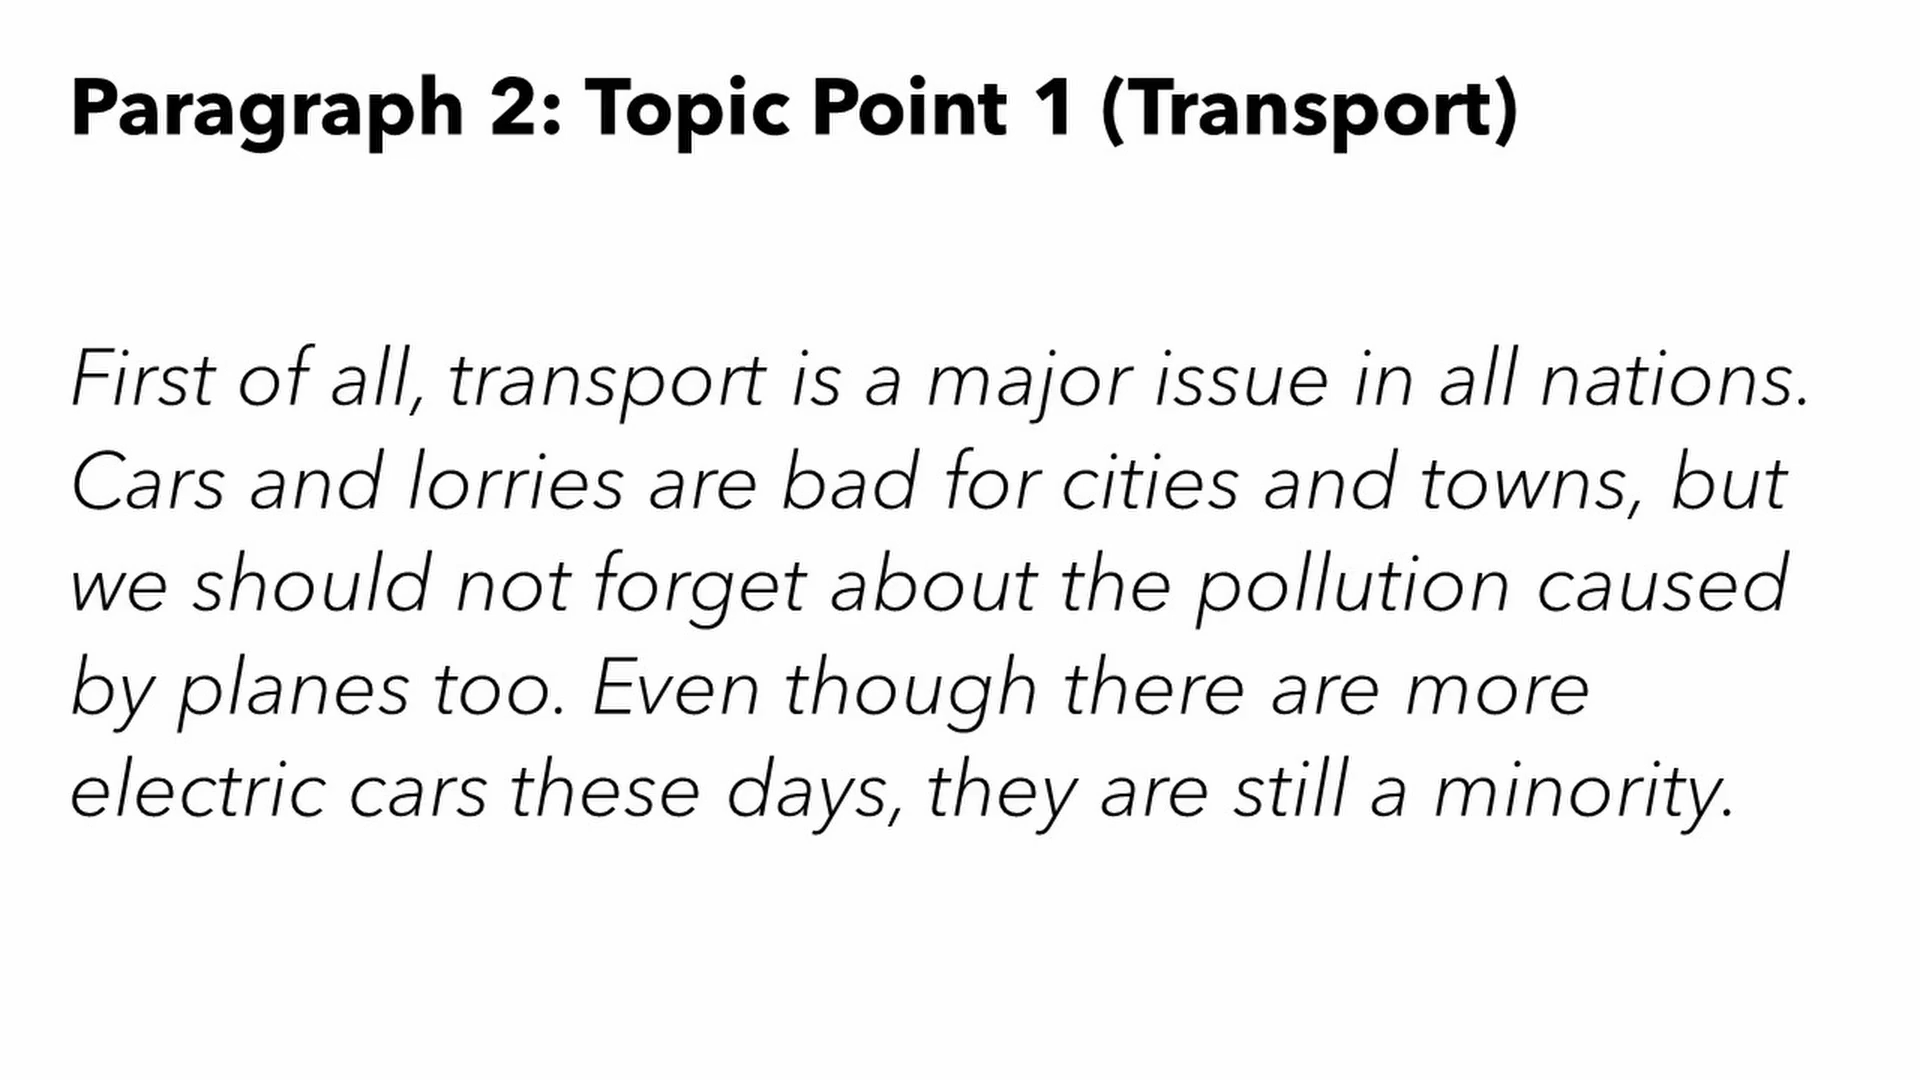 Paragraph 2: Topic Point 1 (Transport)
First of all, transport is a major issue in all nations.
Cars and lorries are bad for cities and towns, but
we should not forget about the pollution caused
by planes too. Even though there are more
electric cars these days, they are still a minority.